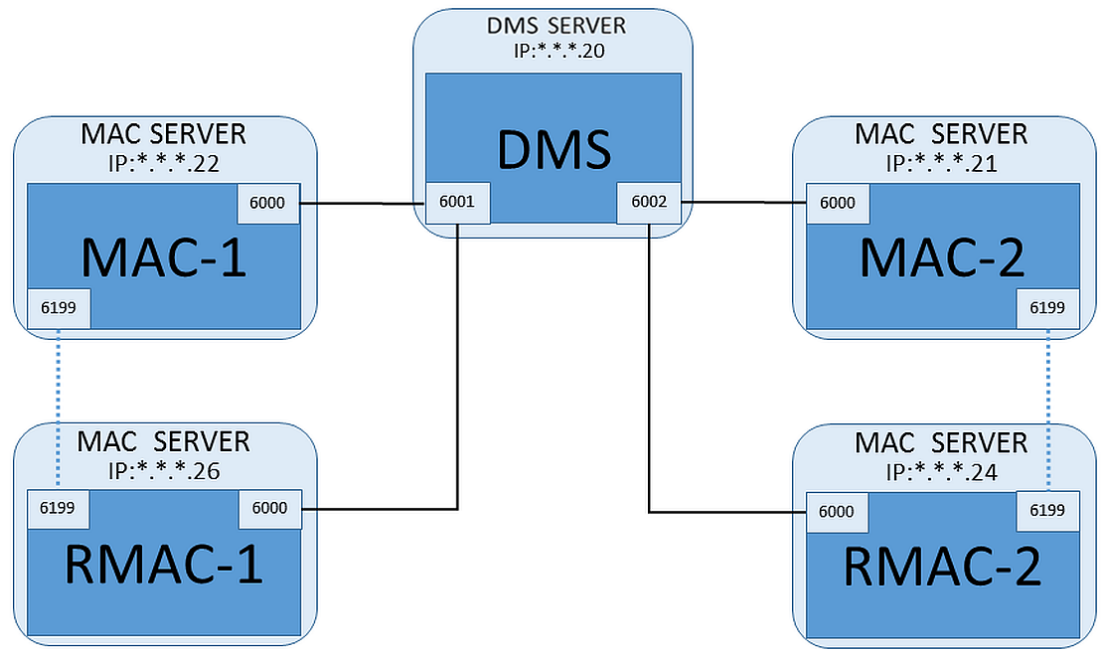 DMS SERVER
IP:*.*.*.20
DMS
6001
6002
MAC SERVER
IP:*.*.*.22
6000
MAC-1
6199
MAC SERVER
IP:*.*.*.21
6000
MAC-2
6199
MAC SERVER
IP:*.*.*.26
6199
6000
RMAC-1
MAC SERVER
IP:*.*.*.24
6000
6199
RMAC-2